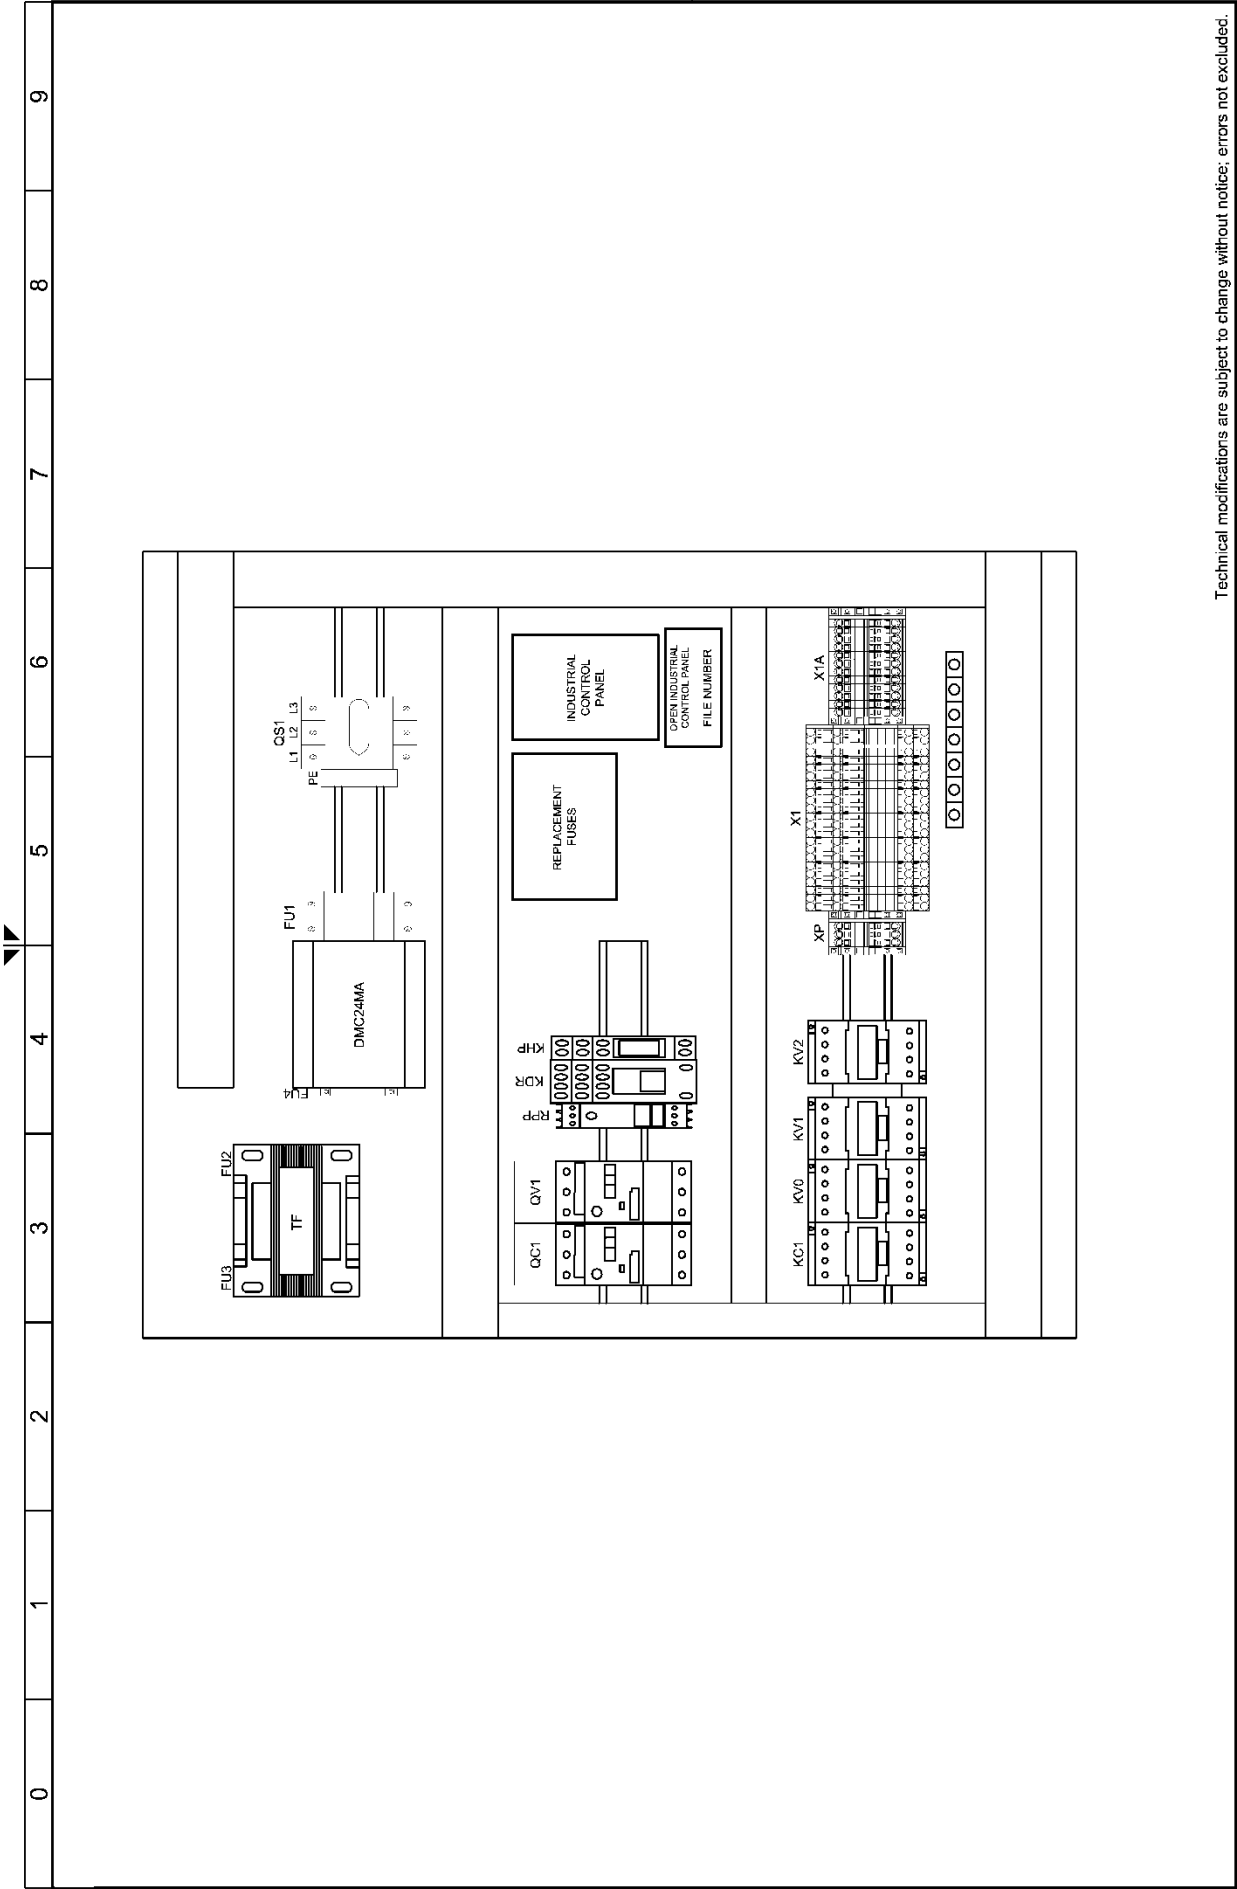 0 1 2 3 4 5 6 7 8 9
FU3
FU2
TF
FU4
DMC24MA
FU1
PE
QS1
L1 L2 L3
QC1
QV1
RPP
KDR
KHP
REPLACEMENT
FUSES
INDUSTRIAL
CONTROL
PANEL
OPEN INDUSTRIAL
CONTROL PANEL
FILE NUMBER
KC1
KV0
KV1
KV2
XP
X1
X1A
Technical modifications are subject to change without notice; errors not excluded.